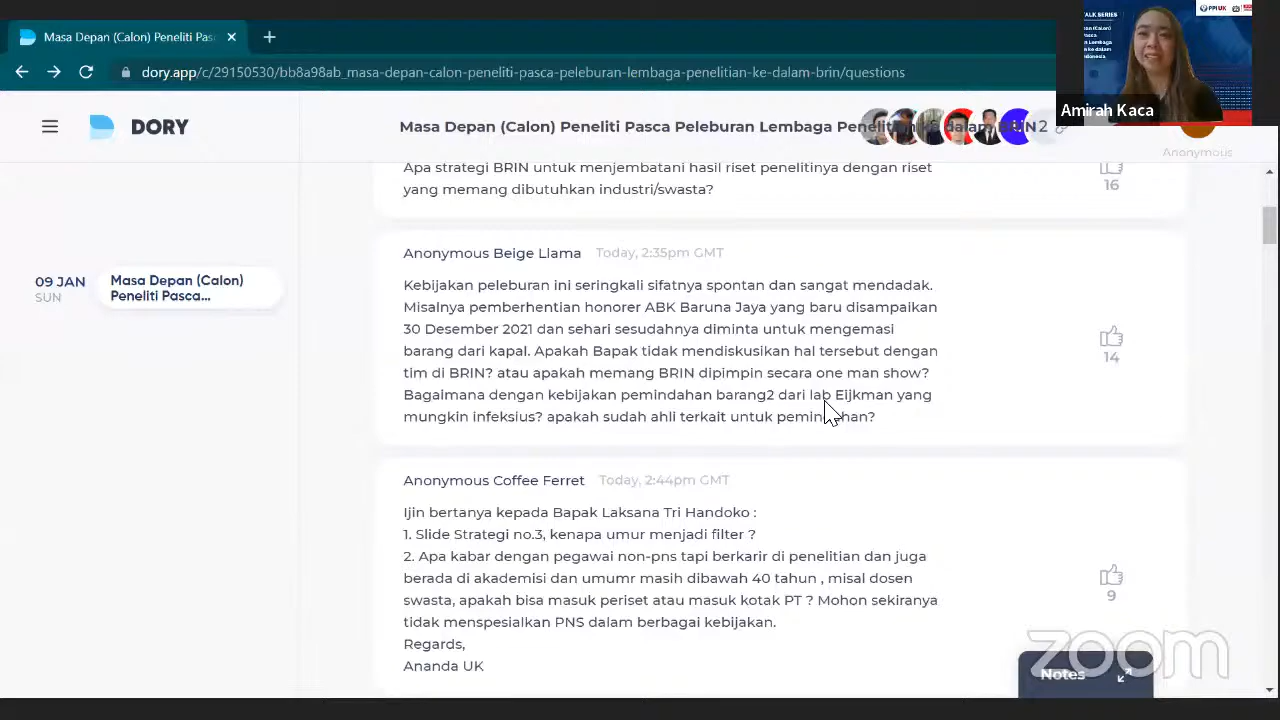 Masa Depan (Calon) Peneliti Pas
dory.app/c/29150530/bb8a98ab_masa-depan-calon-peneliti-pasca-peleburan-lembaga-penelitian-ke-dalam-brin/questions
TALK SERIES
PPI UK
Amirah Kaca
DORY
Masa Depan (Calon) Peneliti Pasca Peleburan Lembaga Penelitian ke dalam BRIN
2
Anonymous
Apa strategi BRIN untuk menjembatani hasil riset penelitinya dengan riset
yang memang dibutuhkan industri/swasta?
16
09 JAN
SUN
Masa Depan (Calon)
Peneliti Pasca...
Anonymous Beige Llama Today, 2:35pm GMT
Kebijakan peleburan ini seringkali sifatnya spontan dan sangat mendadak.
Misalnya pemberhentian honorer ABK Baruna Jaya yang baru disampaikan
30 Desember 2021 dan sehari sesudahnya diminta untuk mengemasi
barang dari kapal. Apakah Bapak tidak mendiskusikan hal tersebut dengan
tim di BRIN? atau apakah memang BRIN dipimpin secara one man show?
Bagaimana dengan kebijakan pemindahan barang2 dari lab Eijkman yang
mungkin infeksius? apakah sudah ahli terkait untuk pemindahan?
14
Anonymous Coffee Ferret Today, 2:44pm GMT
Ijin bertanya kepada Bapak Laksana Tri Handoko :
1. Slide Strategi no.3, kenapa umur menjadi filter ?
2. Apa kabar dengan pegawai non-pns tapi berkarir di penelitian dan juga
berada di akademisi dan umumr masih dibawah 40 tahun , misal dosen
swasta, apakah bisa masuk periset atau masuk kotak PT ? Mohon sekiranya
tidak menspesialkan PNS dalam berbagai kebijakan.
Regards,
Ananda UK
9
Notes
zoom